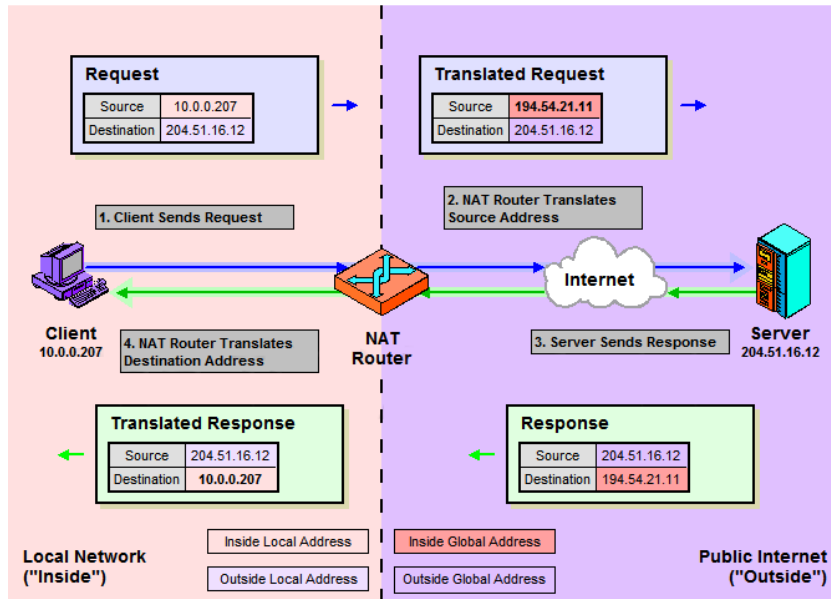 Request
Source 10.0.0.207
Destination 204.51.16.12
Translated Request
Source 194.54.21.11
Destination 204.51.16.12
1. Client Sends Request
2. NAT Router Translates
Source Address
Internet
Client
10.0.0.207
NAT
Router
Server
204.51.16.12
4. NAT Router Translates
Destination Address
3. Server Sends Response
Translated Response
Source 204.51.16.12
Destination 10.0.0.207
Response
Source 204.51.16.12
Destination 194.54.21.11
Local Network
("Inside")
Inside Local Address
Outside Local Address
Inside Global Address
Outside Global Address
Public Internet
("Outside")